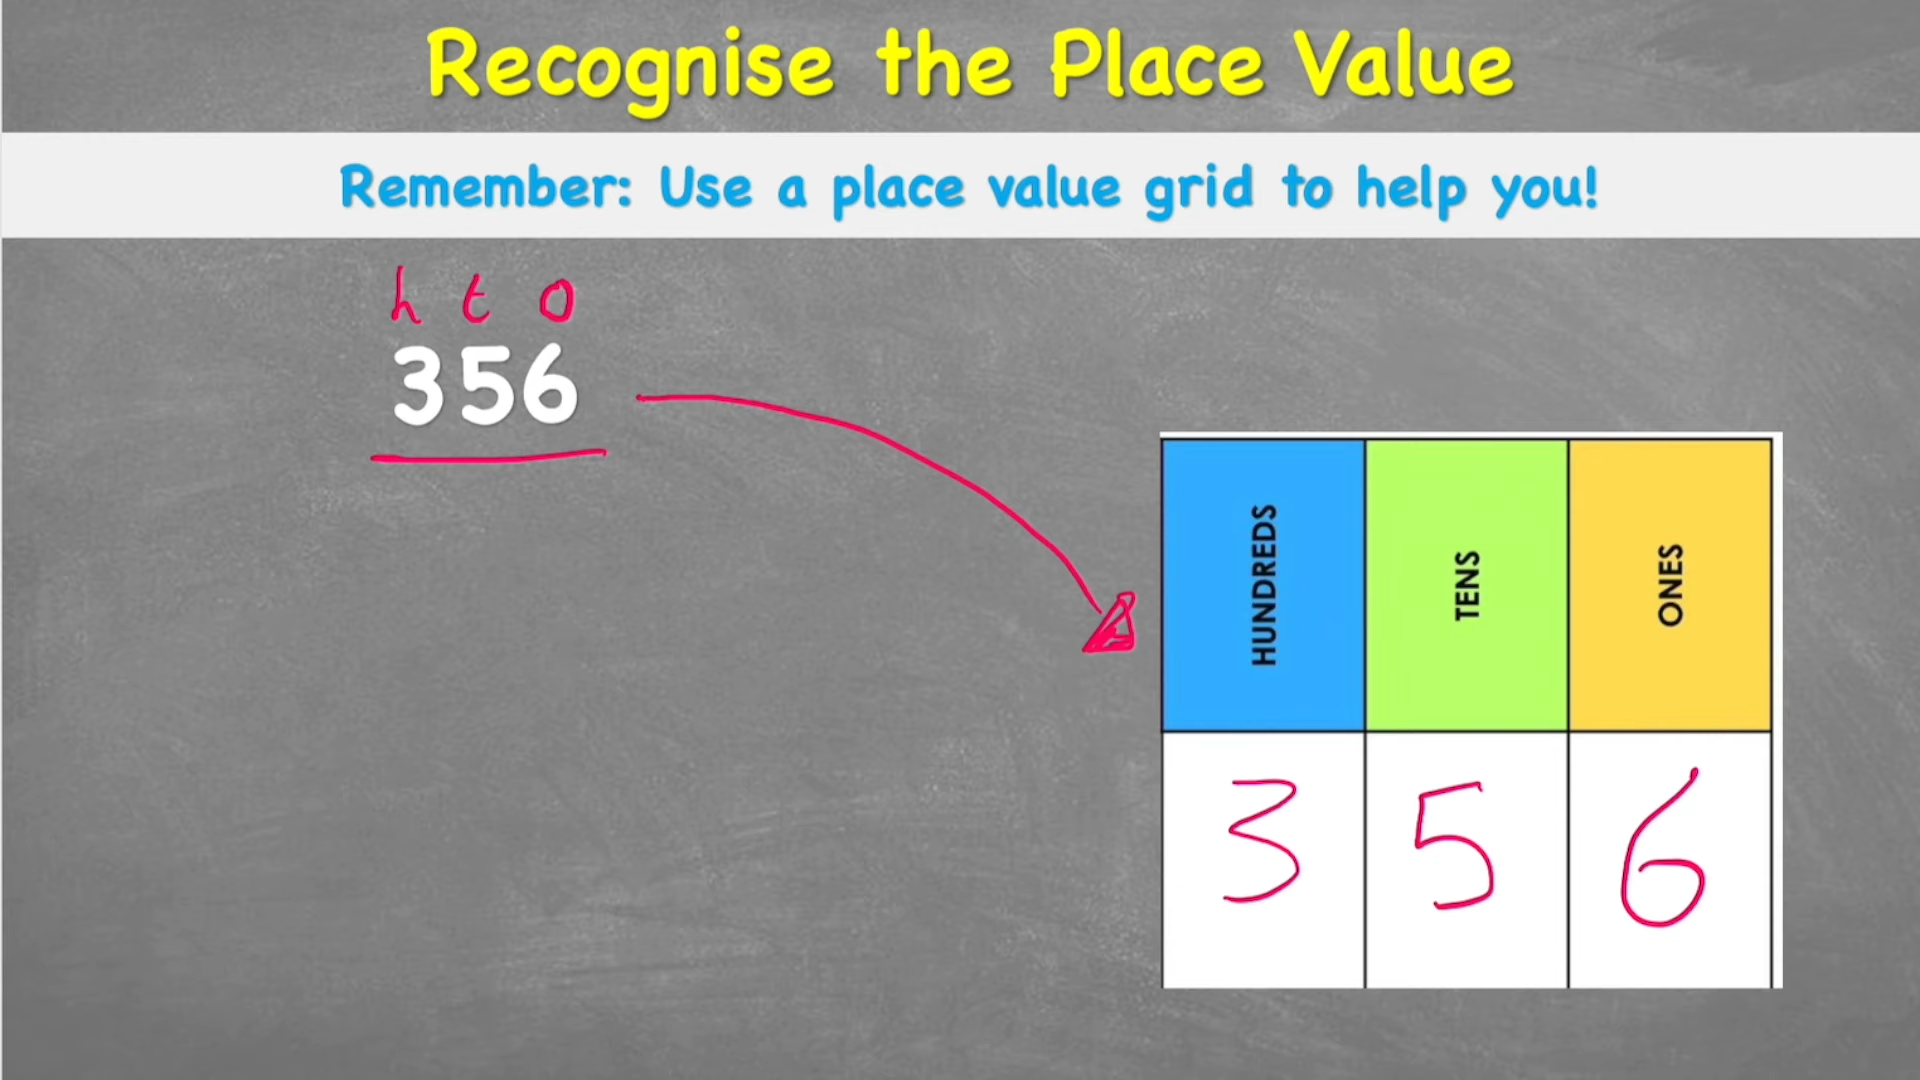 Recognise the Place Value
Remember: Use a place value grid to help you!
h t o
356
HUNDREDS TENS ONES
3 5 6